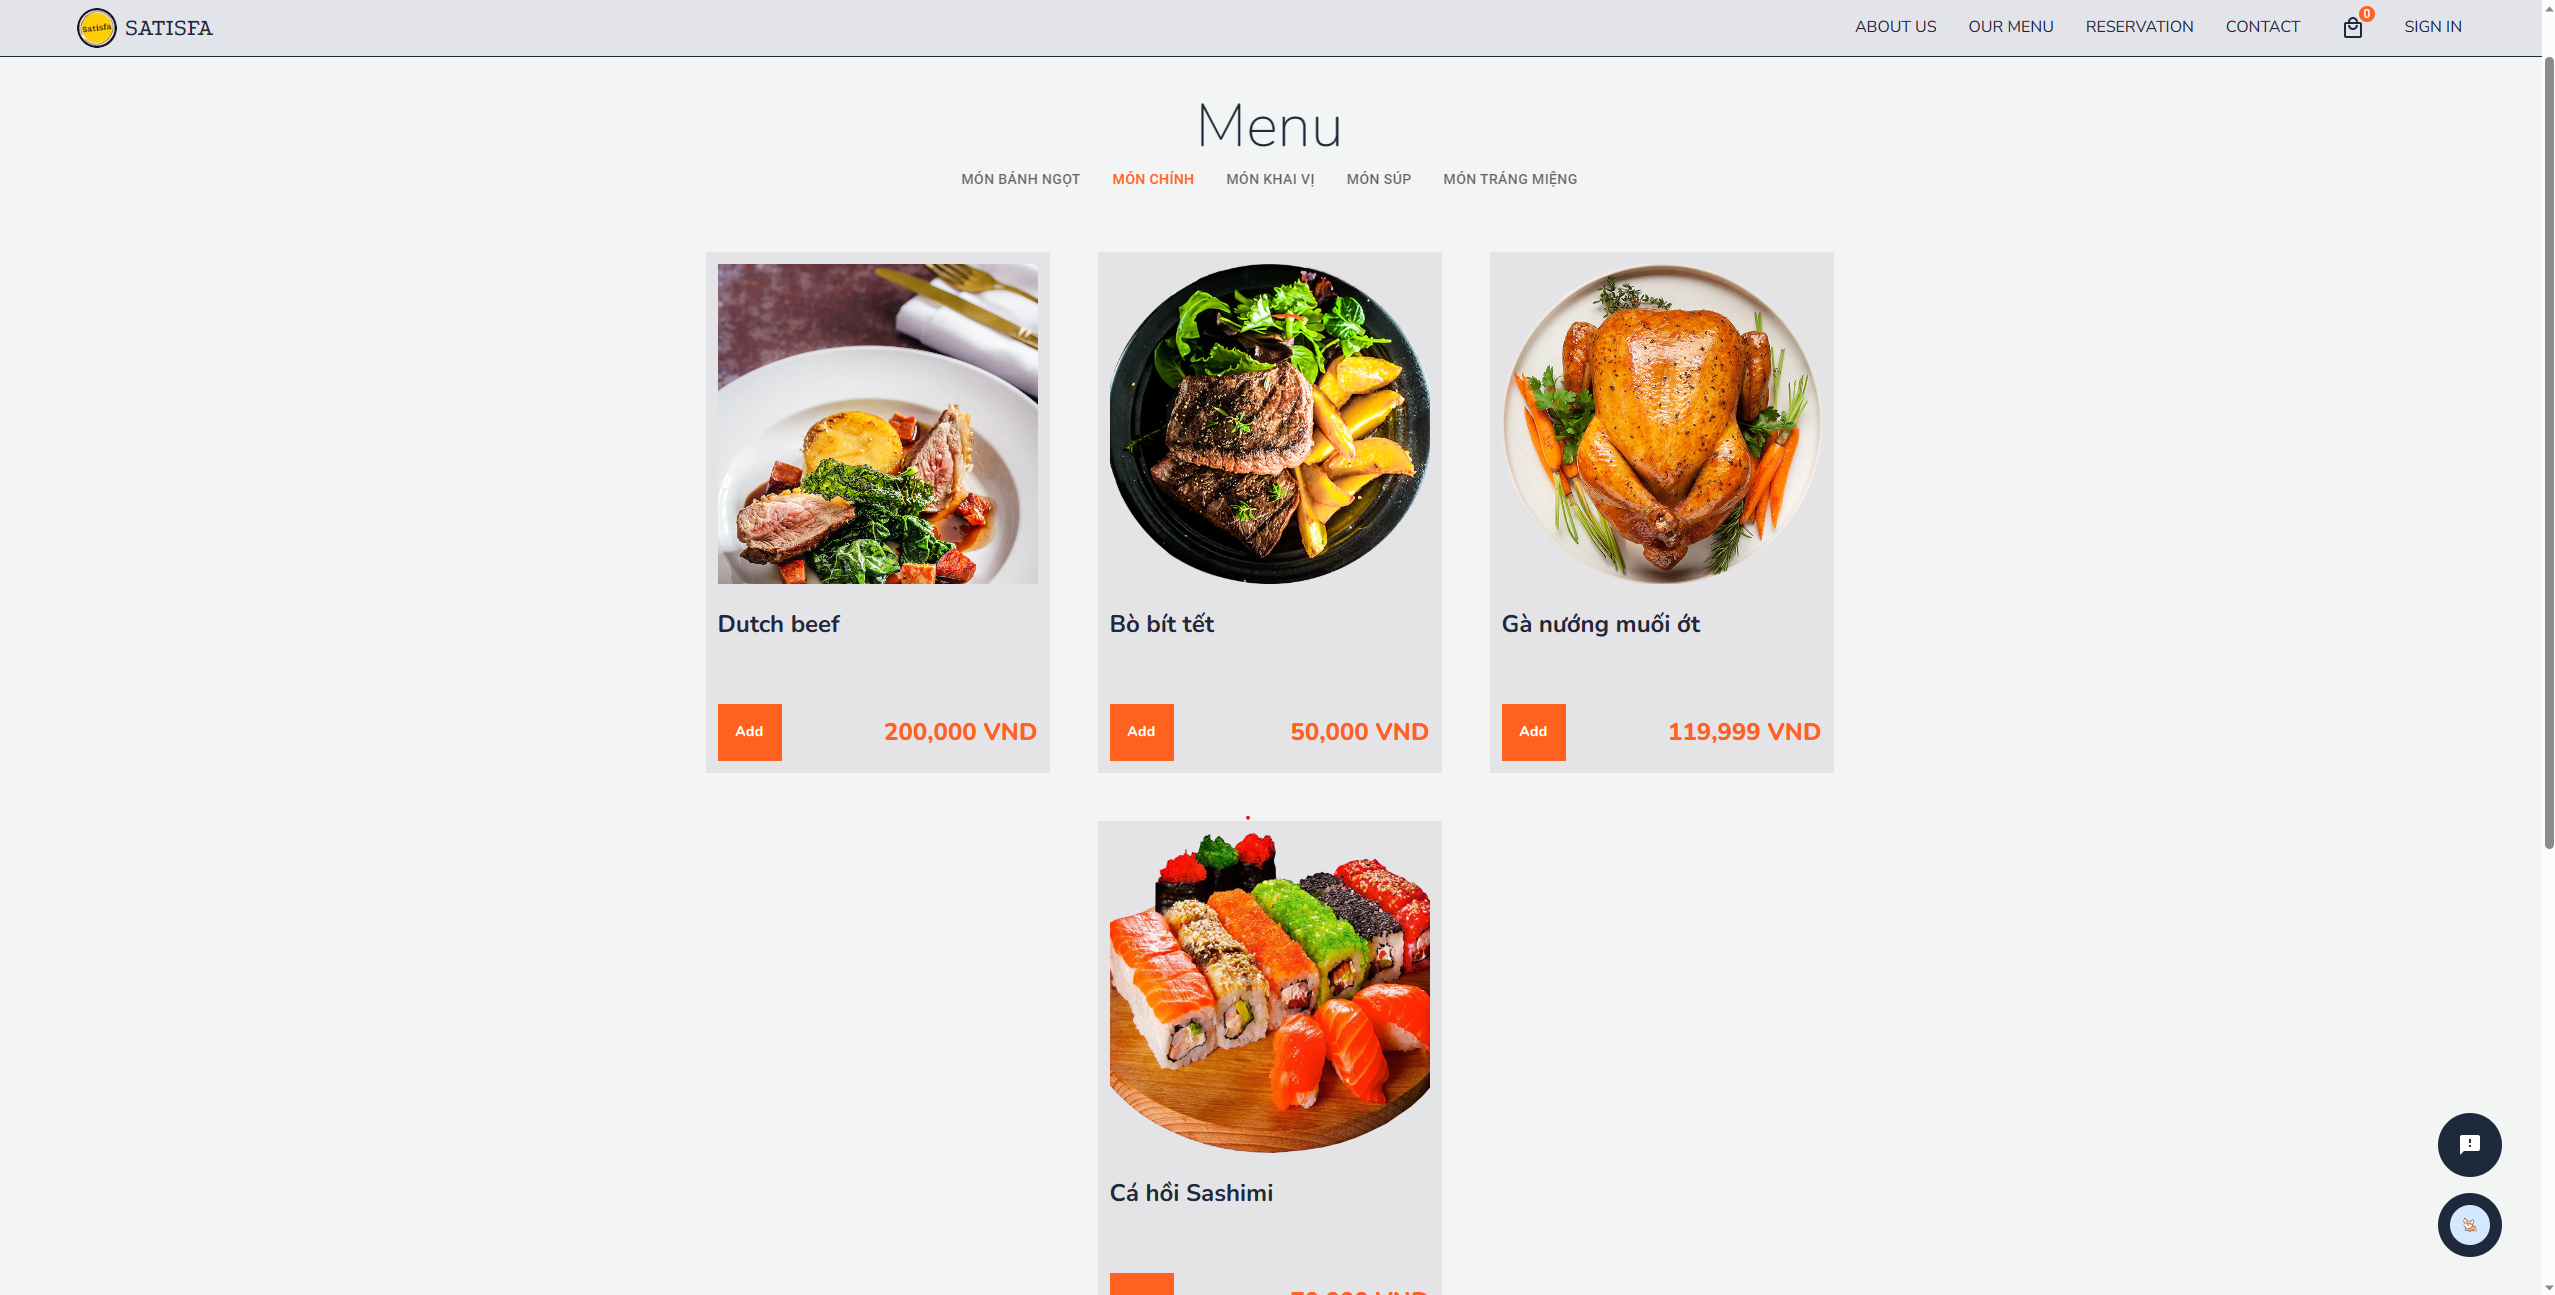 Satisfa SATISFA
ABOUT US OUR MENU RESERVATION CONTACT 0 SIGN IN
Menu
MÓN BÁNH NGỌT MÓN CHÍNH MÓN KHAI VỊ MÓN SÚP MÓN TRÁNG MIỆNG
Dutch beef
Add 200,000 VND
Bò bít tết
Add 50,000 VND
Gà nướng muối ớt
Add 119,999 VND
Cá hồi Sashimi